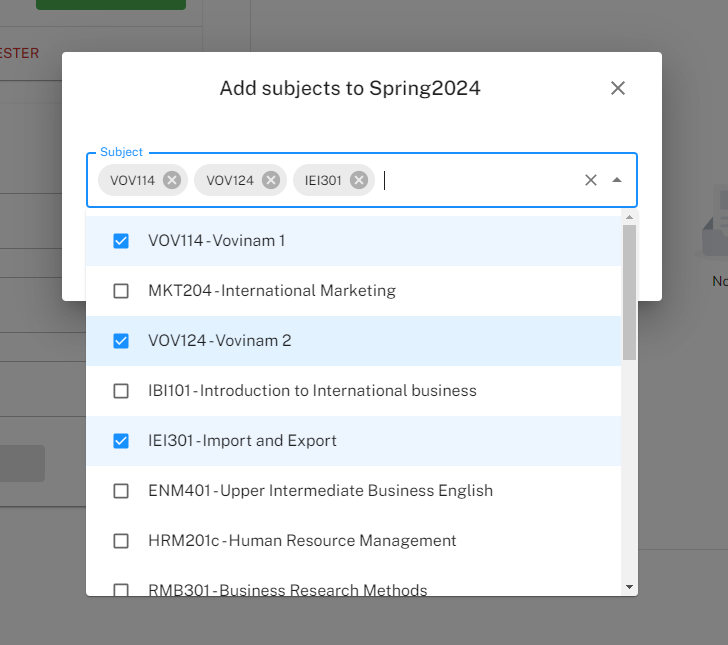 ESTER
Add subjects to Spring2024
Subject
VOV114 VOV124 IEI301
VOV114 - Vovinam 1
MKT204 - International Marketing
VOV124 - Vovinam 2
IBI101 - Introduction to International business
IEI301 - Import and Export
ENM401 - Upper Intermediate Business English
HRM201c - Human Resource Management
RMB301 - Business Research Methods
No